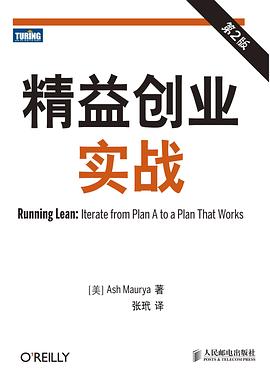 TURING
第2版
精益创业
实战
Running Lean: Iterate from Plan A to a Plan That Works
[美] Ash Maurya 著
张玳 译
O'REILLY
人民邮电出版社
POSTS & TELECOM PRESS